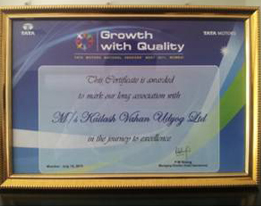 TATA
Growth
with Quality
TATA MOTORS
This Certificate is awarded
to mark our long association with
M/s Kailash Vahan Udyog Ltd
in the journey to excellence